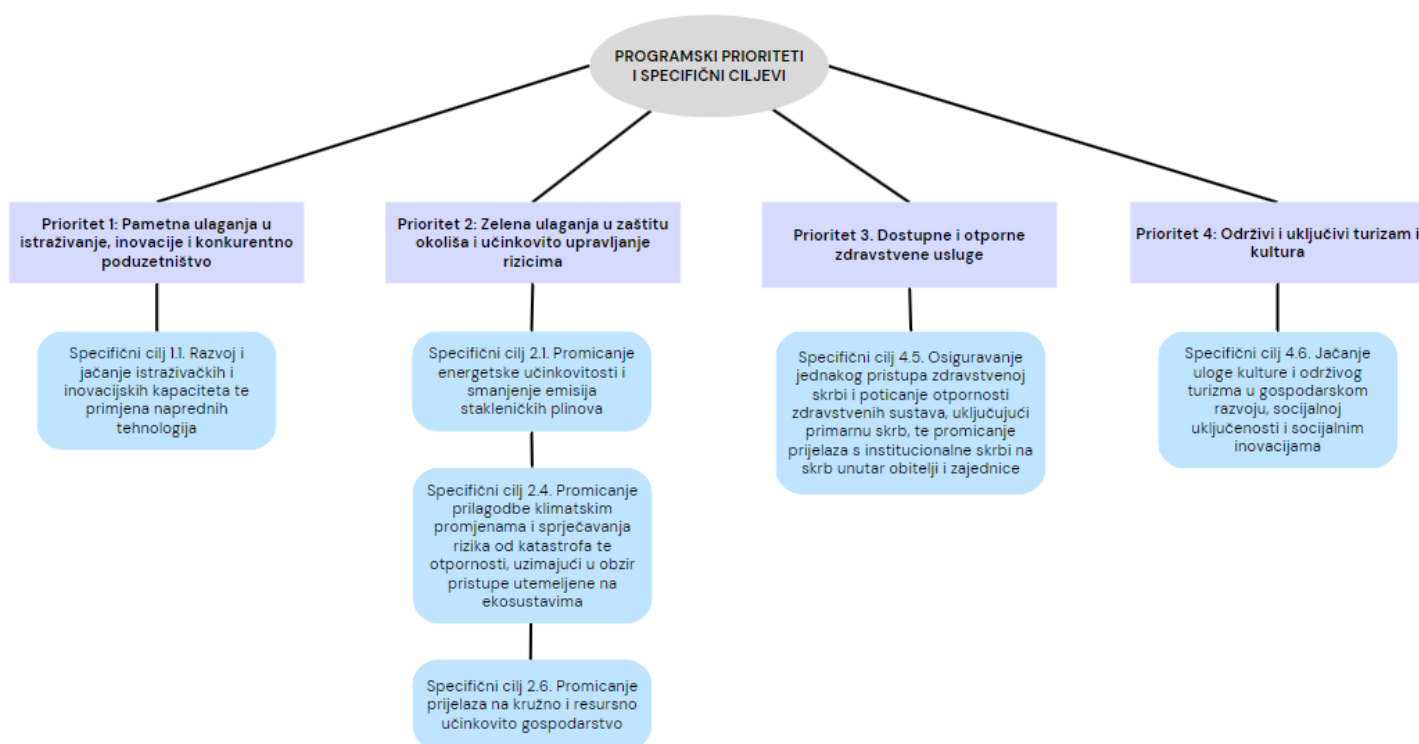 PROGRAMSKI PRIORITETI
I SPECIFIČNI CILJEVI
Prioritet 1: Pametna ulaganja u
istraživanje, inovacije i konkurentno
poduzetništvo
Prioritet 2: Zelena ulaganja u zaštitu
okoliša i učinkovito upravljanje
rizicima
Prioritet 3. Dostupne i otporne
zdravstvene usluge
Prioritet 4: Održivi i uključivi turizam i
kultura
Specifični cilj 1.1. Razvoj i
jačanje istraživačkih i
inovacijskih kapaciteta te
primjena naprednih
tehnologija
Specifični cilj 2.1. Promicanje
energetske učinkovitosti i
smanjenje emisija
stakleničkih plinova
Specifični cilj 2.4. Promicanje
prilagodbe klimatskim
promjenama i sprječavanja
rizika od katastrofa te
otpornosti, uzimajući u obzir
pristupe utemeljene na
ekosustavima
Specifični cilj 2.6. Promicanje
prijelaza na kružno i resursno
učinkovito gospodarstvo
Specifični cilj 4.5. Osiguravanje
jednakog pristupa zdravstvenoj
skrbi i poticanje otpornosti
zdravstvenih sustava, uključujući
primarnu skrb, te promicanje
prijelaza s institucionalne skrbi na
skrb unutar obitelji i zajednice
Specifični cilj 4.6. Jačanje
uloge kulture i održivog
turizma u gospodarskom
razvoju, socijalnoj
uključenosti i socijalnim
inovacijama